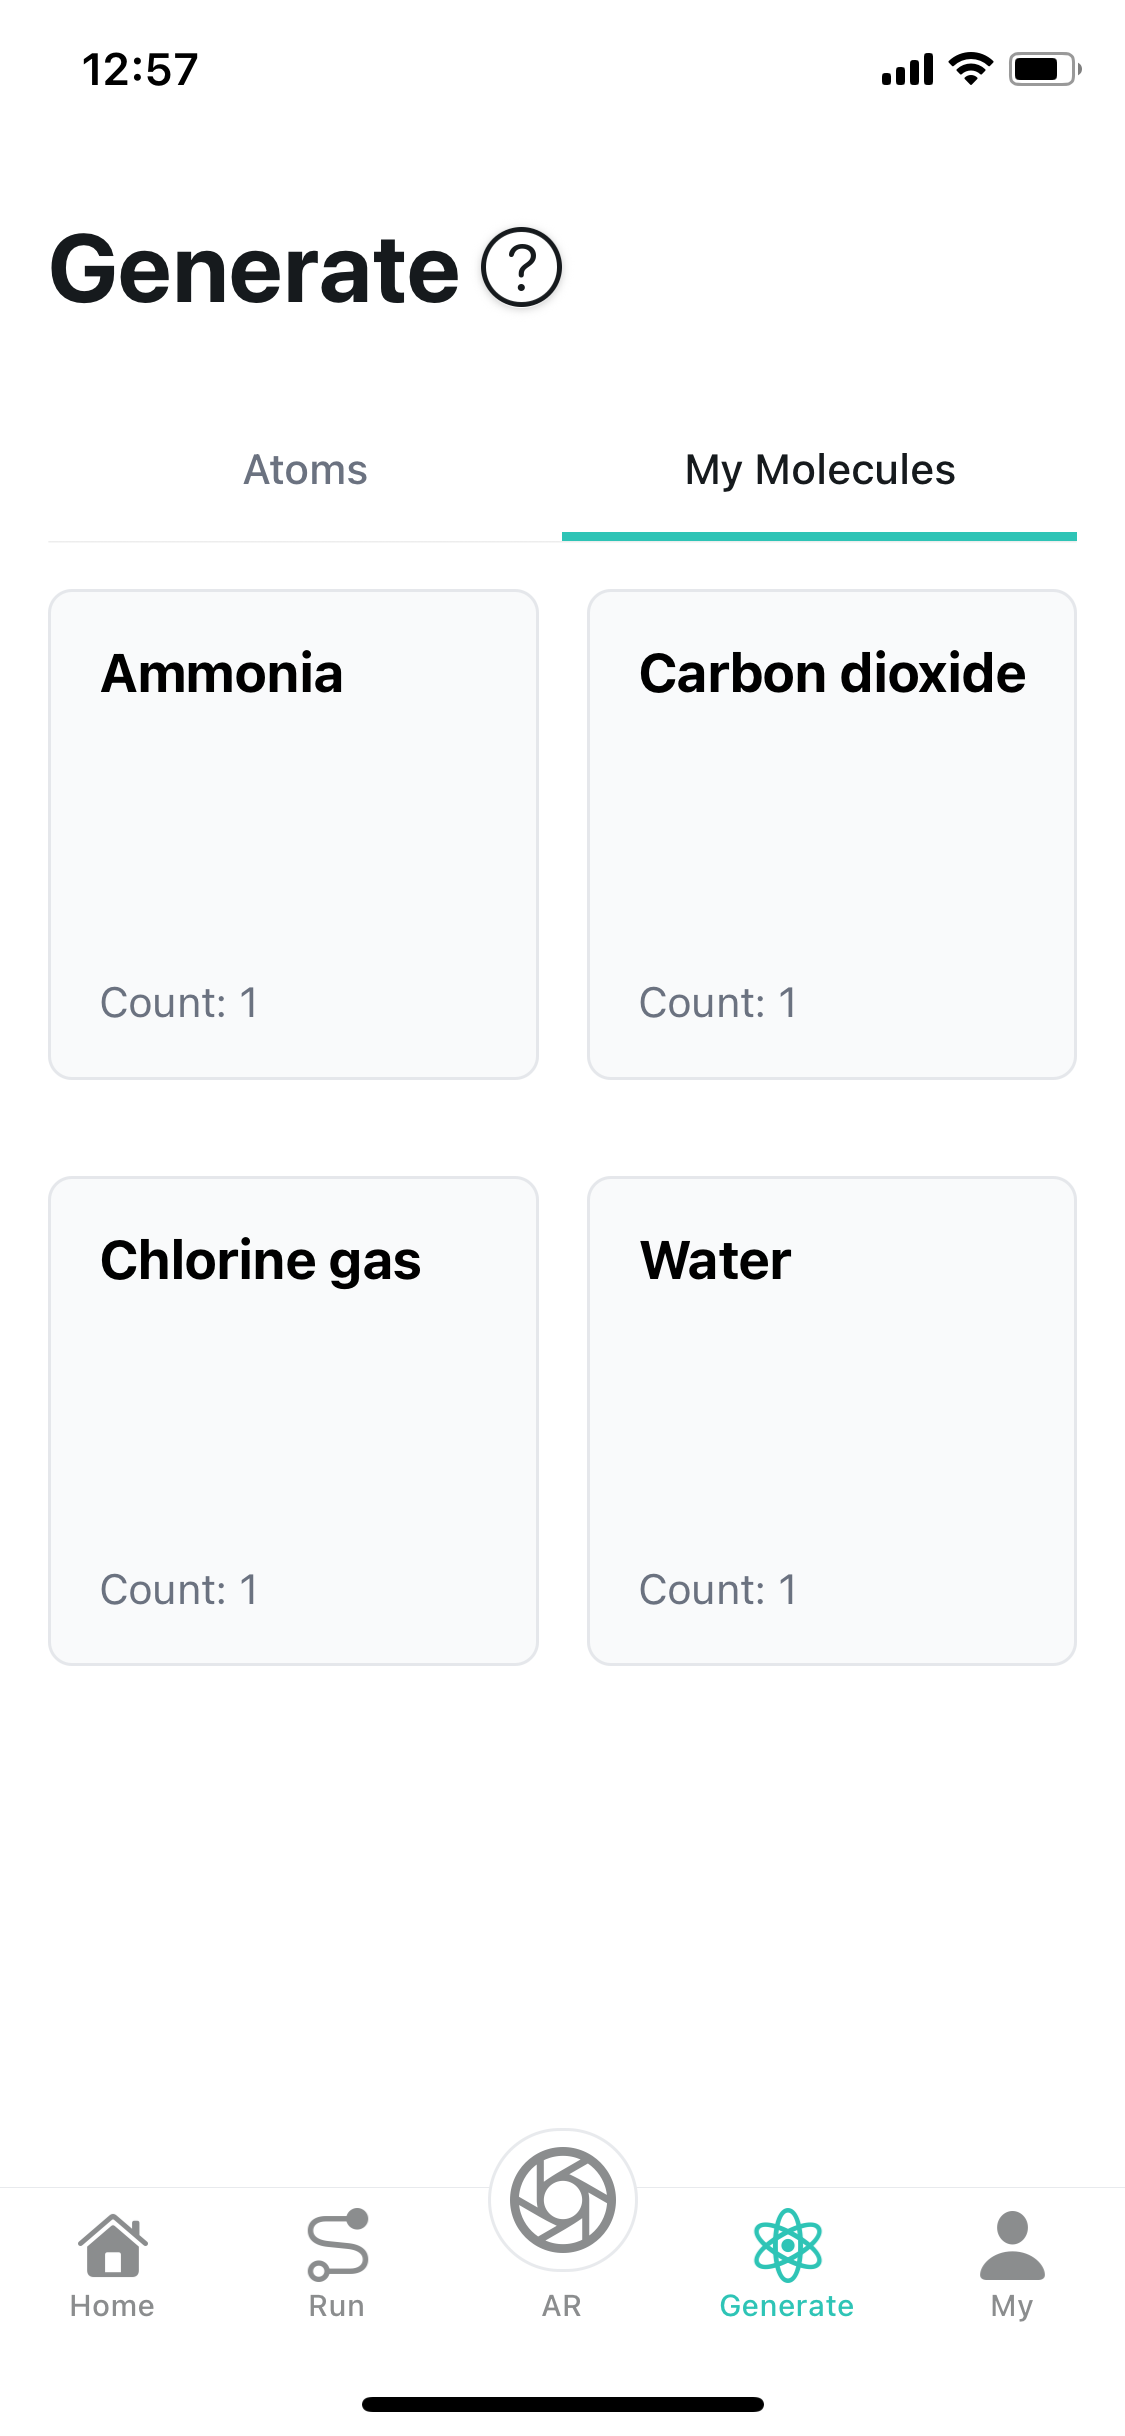 12:57
Generate ?
Atoms
My Molecules
Ammonia
Carbon dioxide
Count: 1
Count: 1
Chlorine gas
Water
Count: 1
Count: 1
Home
Run
AR
Generate
My